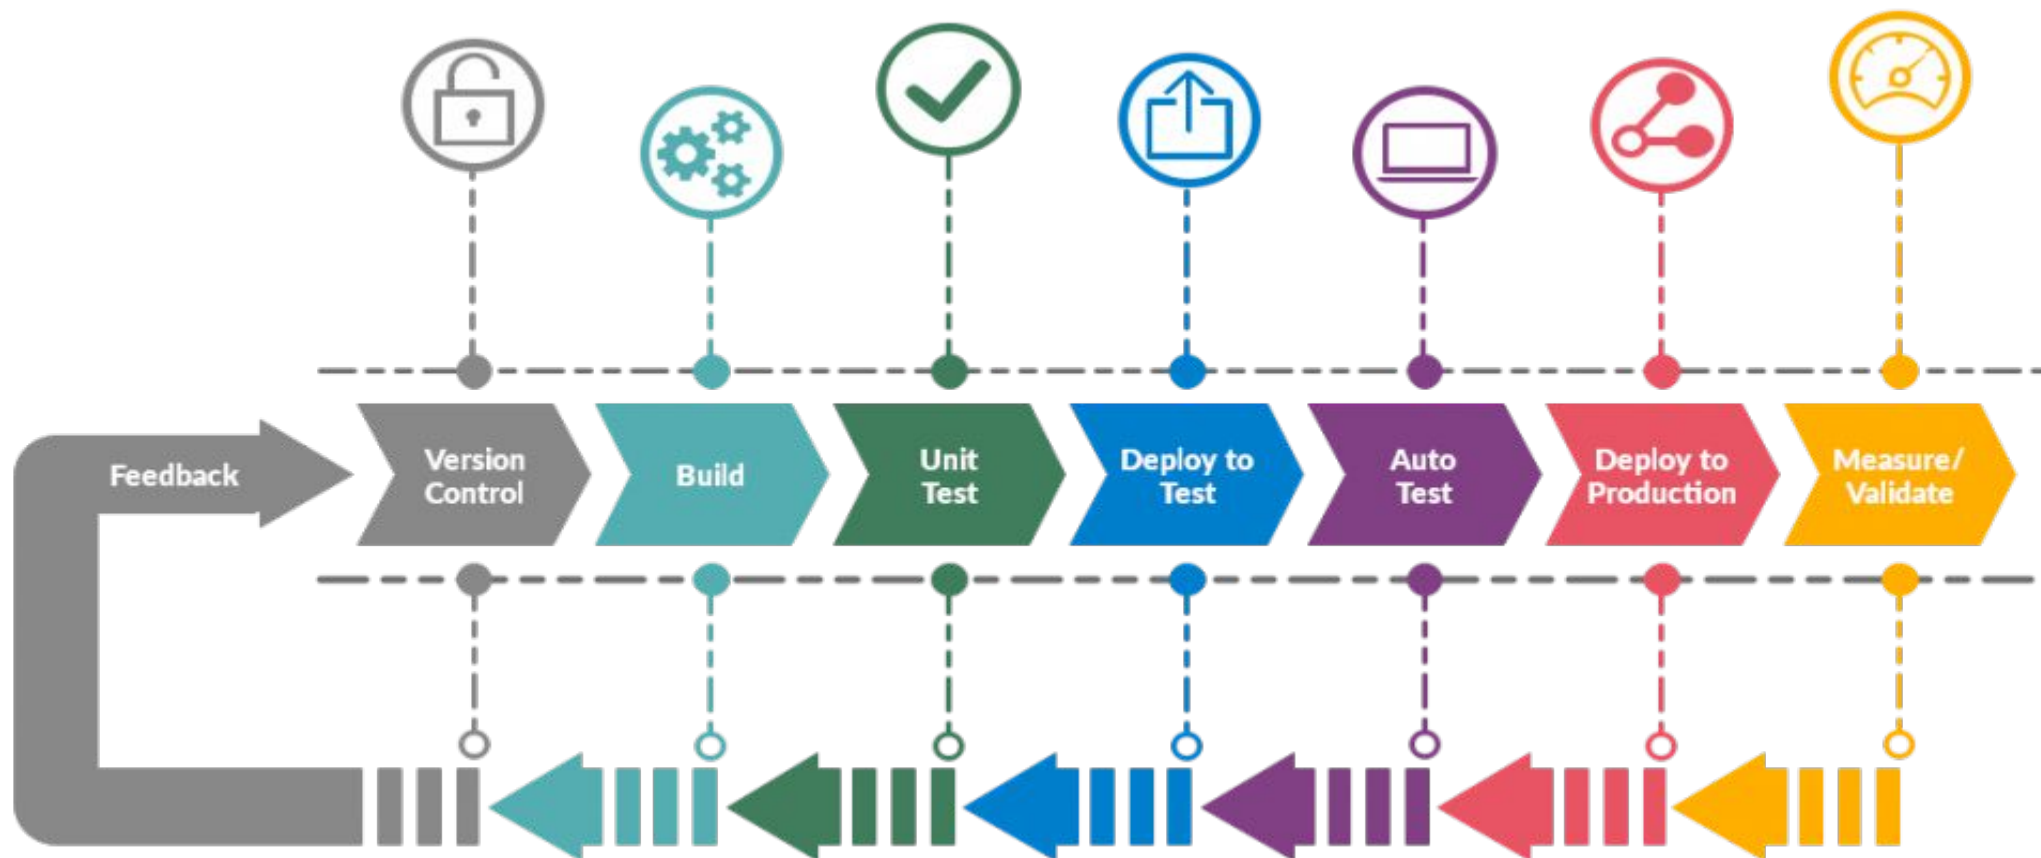 Feedback
Version
Control
Build
Unit
Test
Deploy to
Test
Auto
Test
Deploy to
Production
Measure/
Validate